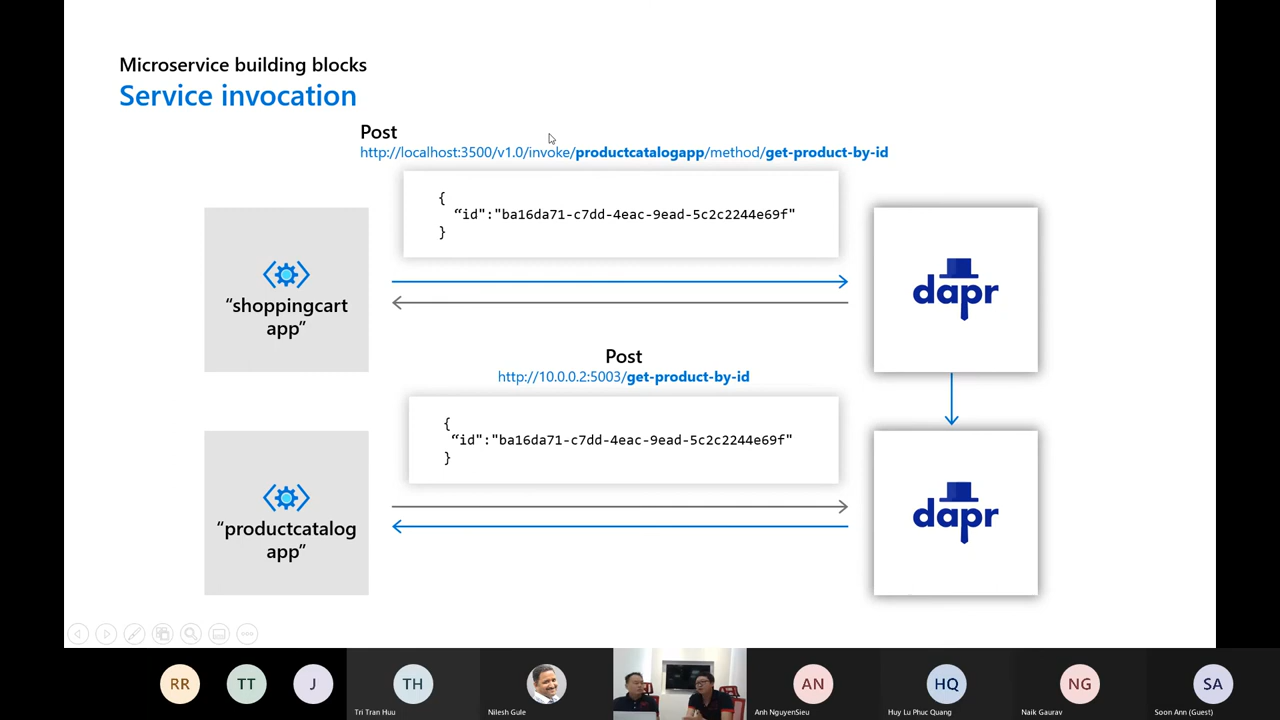 Microservice building blocks
Service invocation
Post
http://localhost:3500/v1.0/invoke/productcatalogapp/method/get-product-by-id
{
“id":"ba16da71-c7dd-4eac-9ead-5c2c2244e69f"
}
“shoppingcart
app”
dapr
Post
http://10.0.0.2:5003/get-product-by-id
{
“id":"ba16da71-c7dd-4eac-9ead-5c2c2244e69f"
}
“productcatalog
app”
dapr
RR
TT
J
TH
AN
HQ
NG
SA
Tri Tran Huu
Nilesh Gule
Anh NguyenSieu
Huy Lu Phuc Quang
Naik Gaurav
Soon Ann (Guest)